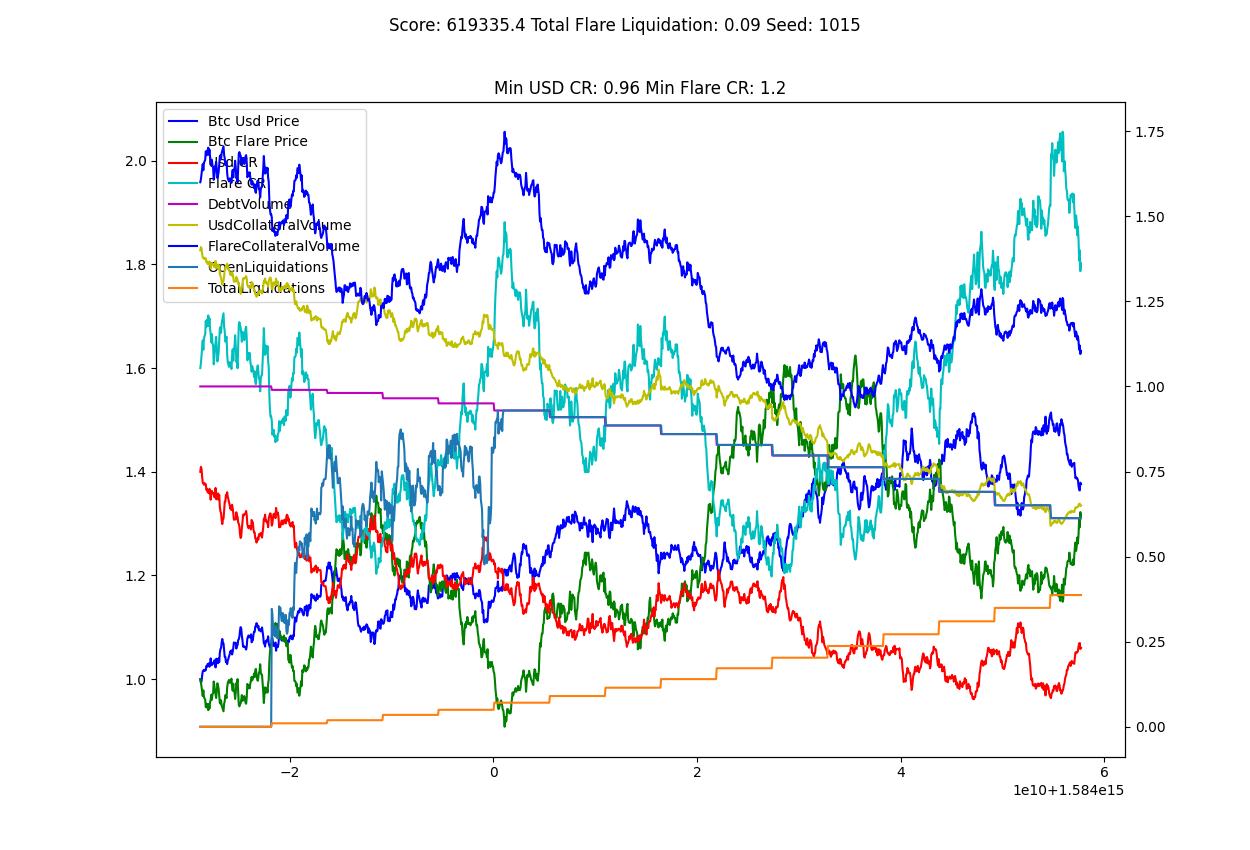 Score: 619335.4 Total Flare Liquidation: 0.09 Seed: 1015
Min USD CR: 0.96 Min Flare CR: 1.2
Btc Usd Price
Btc Flare Price
Usd CR
Flare CR
DebtVolume
UsdCollateralVolume
FlareCollateralVolume
OpenLiquidations
TotalLiquidations
2.0
1.8
1.6
1.4
1.2
1.0
1.75
1.50
1.25
1.00
0.75
0.50
0.25
0.00
−2 0 2 4 6
1e10+1.584e15